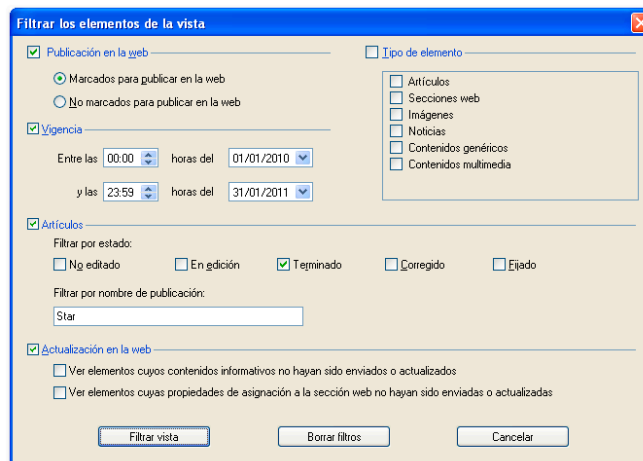 Filtrar los elementos de la vista
Publicación en la web
Marcados para publicar en la web
No marcados para publicar en la web
Tipo de elemento
Artículos
Secciones web
Imágenes
Noticias
Contenidos genéricos
Contenidos multimedia
Vigencia
Entre las 00:00 horas del 01/01/2010
y las 23:59 horas del 31/01/2011
Artículos
Filtrar por estado:
No editado En edición Terminado Corregido Fijado
Filtrar por nombre de publicación:
Star
Actualización en la web
Ver elementos cuyos contenidos informativos no hayan sido enviados o actualizados
Ver elementos cuyas propiedades de asignación a la sección web no hayan sido enviadas o actualizadas
Filtrar vista Borrar filtros Cancelar